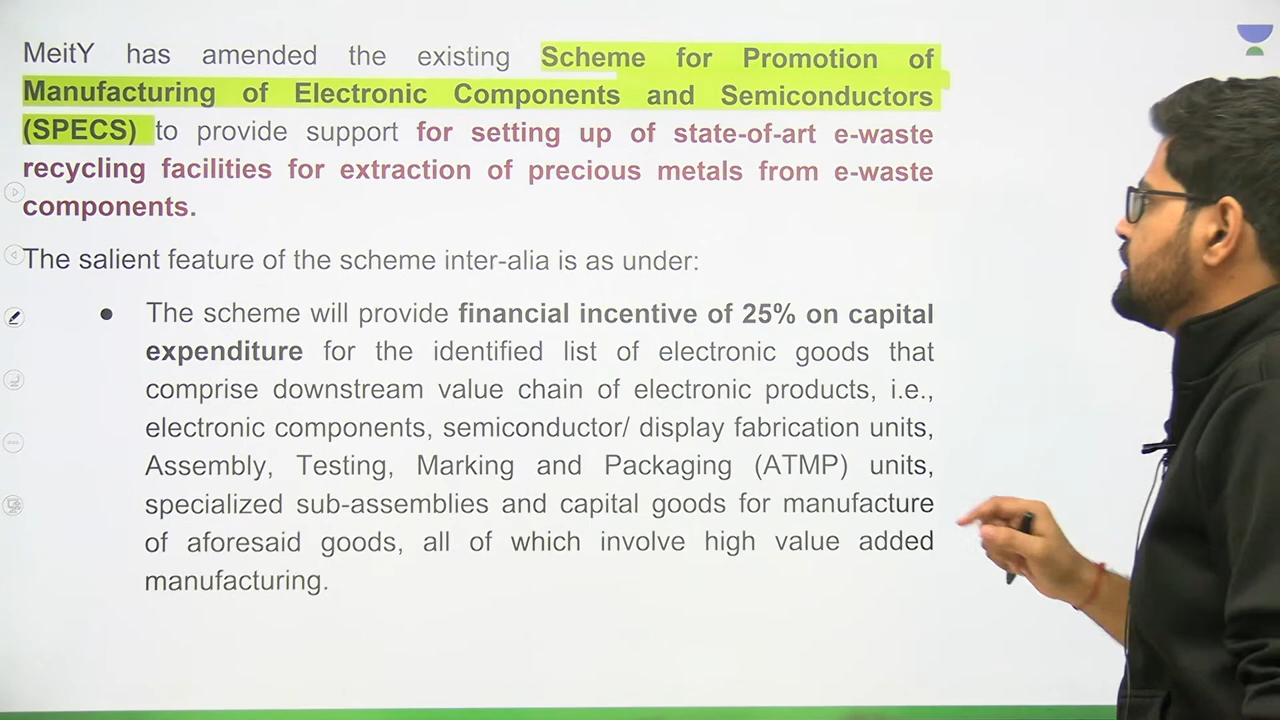 MeitY has amended the existing Scheme for Promotion of
Manufacturing of Electronic Components and Semiconductors
(SPECS) to provide support for setting up of state-of-art e-waste
recycling facilities for extraction of precious metals from e-waste
components.
The salient feature of the scheme inter-alia is as under:
● The scheme will provide financial incentive of 25% on capital
expenditure for the identified list of electronic goods that
comprise downstream value chain of electronic products, i.e.,
electronic components, semiconductor/ display fabrication units,
Assembly, Testing, Marking and Packaging (ATMP) units,
specialized sub-assemblies and capital goods for manufacture
of aforesaid goods, all of which involve high value added
manufacturing.